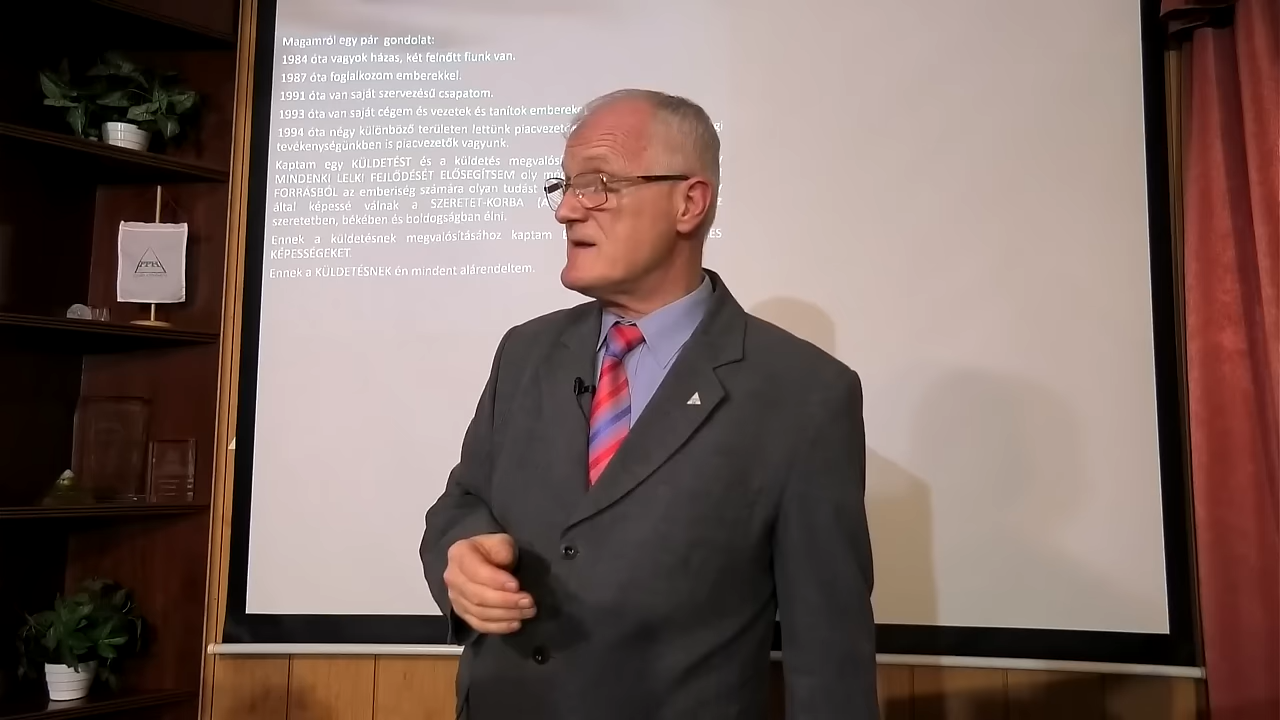 Magamról egy pár gondolat:
1984 óta vagyok házas, két felnőtt fiunk van.
1987 óta foglalkozom emberekkel.
1991 óta van saját szervezésű csapatom.
1993 óta van saját cégem és vezetek és tanítok
1994 óta négy különböző területen lettünk
tevékenységünkben is piacvezetők vagyunk.
Kaptam egy KÜLDETÉST és a küldetés
MINDENKI LELKI FEJLŐDÉSÉT ELŐSEGÍTSEM oly
FORRÁSBÓL az emberiség számára olyan tudást
által képessé válnak a SZERETET-KORBA
szeretetben, békében és boldogságban élni.
Ennek a küldetésnek megvalósításához kaptam
KÉPESSÉGEKET.
Ennek a KÜLDETÉSNEK én mindent alárendeltem.